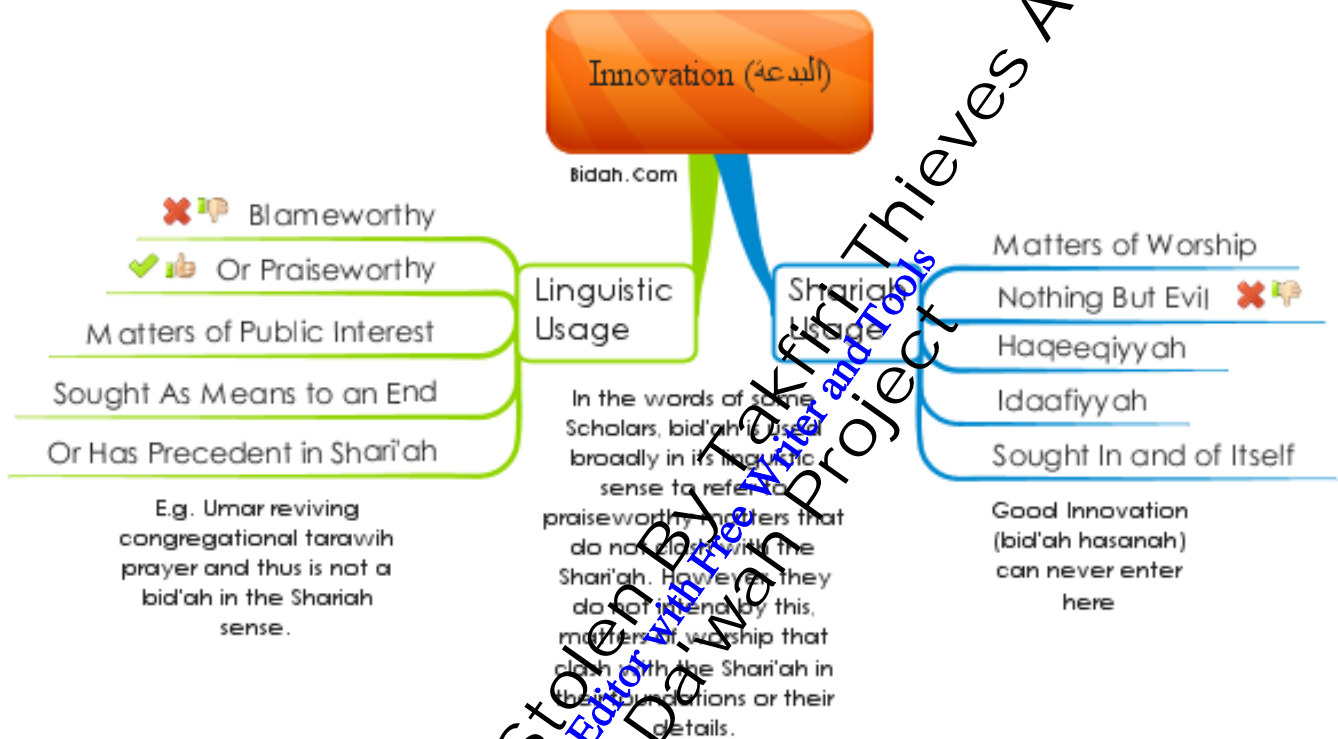 Innovation (البدعة)
Bidah.Com
Blameworthy
Or Praiseworthy
Matters of Public Interest
Sought As Means to an End
Or Has Precedent in Shari'ah
Linguistic
Usage
E.g. Umar reviving
congregational tarawih
prayer and thus is not a
bid'ah in the Shariah
sense.
Shariah
Usage
Matters of Worship
Nothing But Evil
Haqeeqiyyah
Idaafiyyah
Sought In and of Itself
Good Innovation
(bid'ah hasanah)
can never enter
here
In the words of some
Scholars, bid'ah is used
broadly in its linguistic
sense to refer to
praiseworthy matters that
do not clash with the
Shari'ah. However they
do not intend by this,
matters of worship that
clash with the Shari'ah in
their foundations or their
details.
Stolen By Takfiri Thieves A
Editor with Free Writer and Tools
Da'wah Project